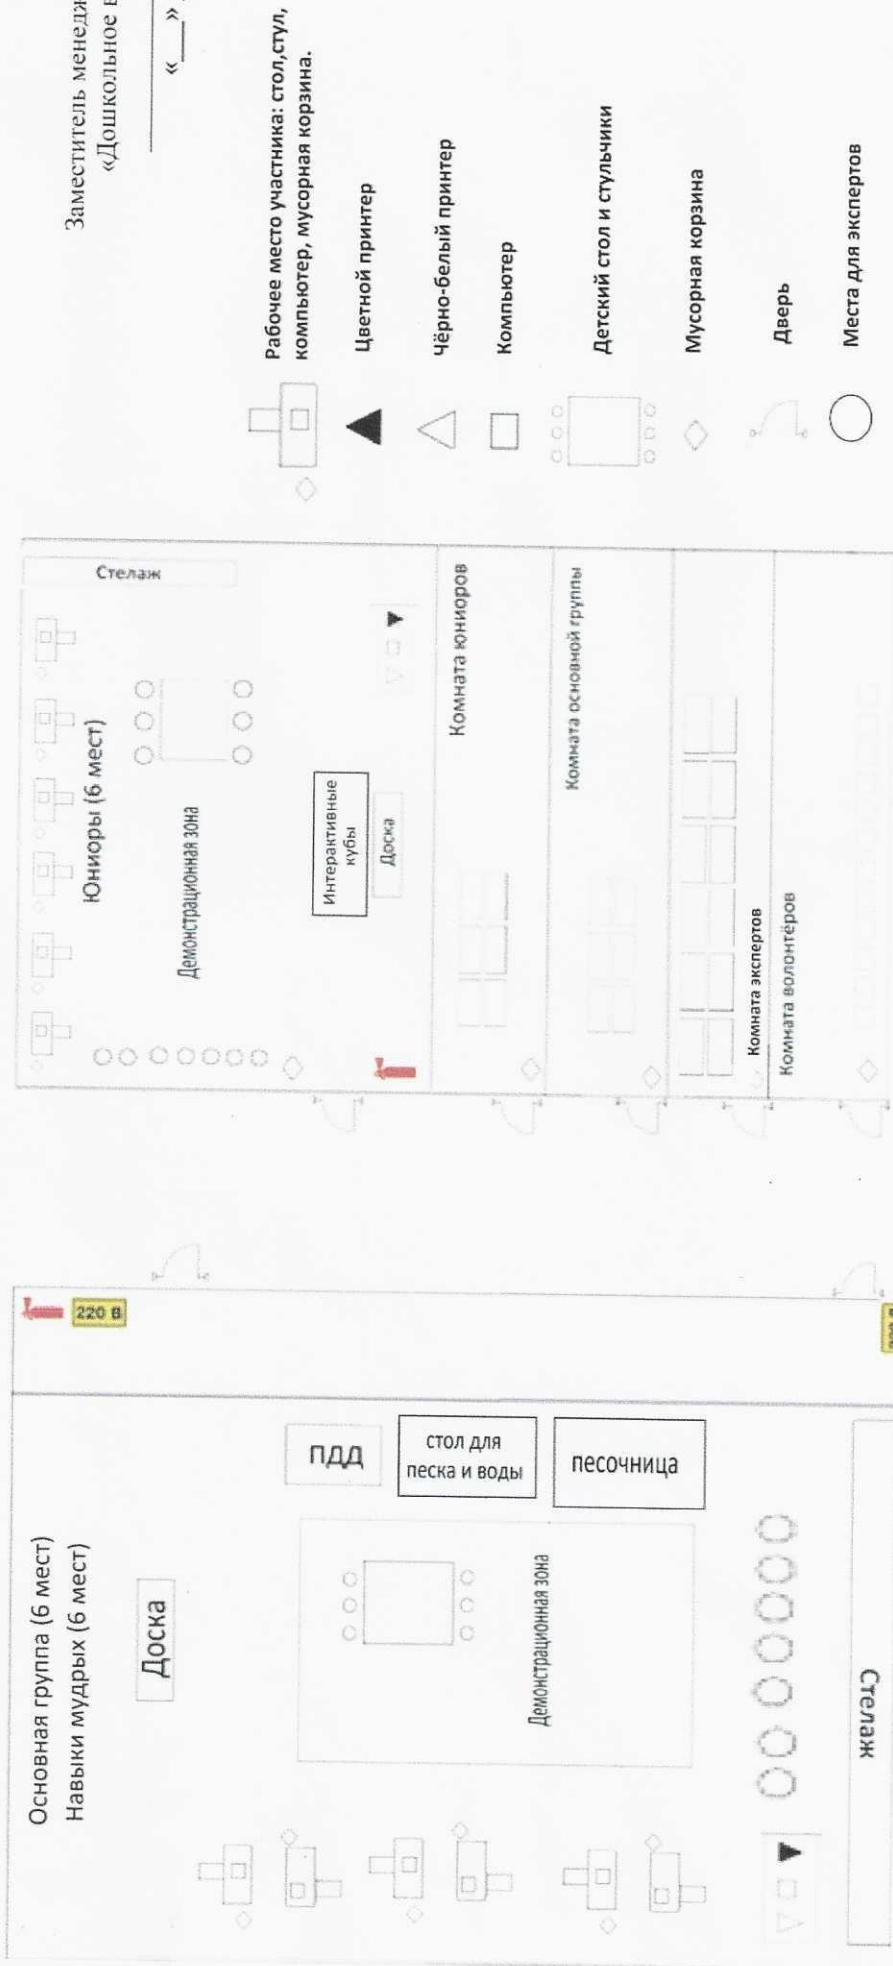 Заместитель менедж
«Дошкольное в
«___»
Рабочее место участника: стол,стул,
компьютер, мусорная корзина.
Цветной принтер
Чёрно-белый принтер
Компьютер
Детский стол и стульчики
Мусорная корзина
Дверь
Места для экспертов
Стелаж
Юниоры (6 мест)
Демонстрационная зона
Интерактивные
кубы
Доска
Комната юниоров
Комната основной группы
Комната экспертов
Комната волонтёров
220 В
Основная группа (6 мест)
Навыки мудрых (6 мест)
Доска
ПДД
стол для
песка и воды
песочница
Демонстрационная зона
Стелаж